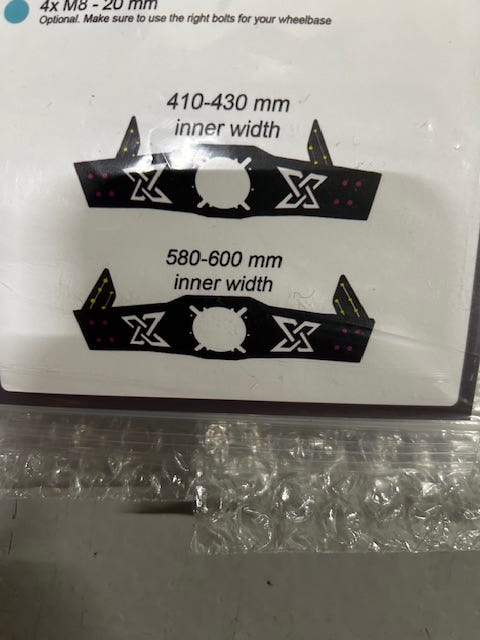 4x M8 - 20 mm
Optional. Make sure to use the right bolts for your wheelbase
410-430 mm
inner width
580-600 mm
inner width